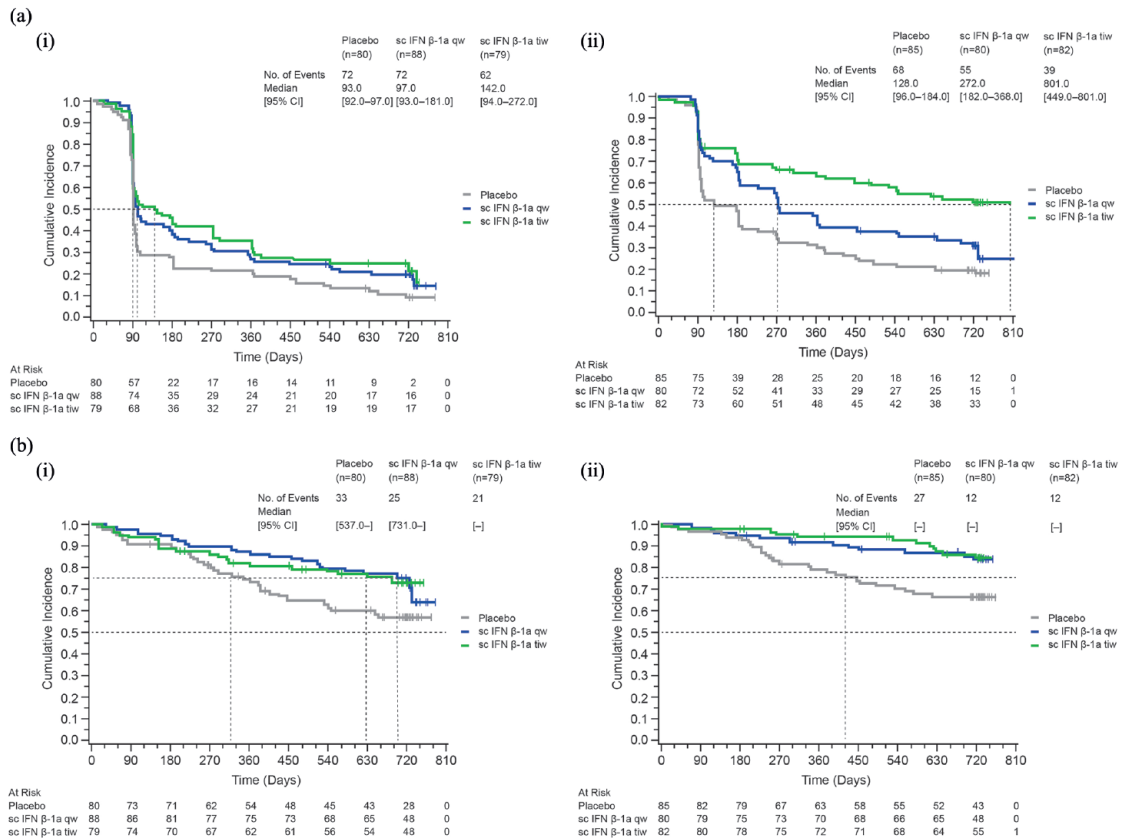 (a)
(i)
Placebo sc IFN β-1a qw sc IFN β-1a tiw
(n=80) (n=88) (n=79)
No. of Events 72 72 62
Median 93.0 97.0 142.0
[95% CI] [92.0–97.0] [93.0–181.0] [94.0–272.0]
1.0
0.9
0.8
0.7
0.6
0.5
0.4
0.3
0.2
0.1
0.0
Cumulative Incidence
Placebo
sc IFN β-1a qw
sc IFN β-1a tiw
0 90 180 270 360 450 540 630 720 810
Time (Days)
At Risk
Placebo 80 57 22 17 16 14 11 9 2 0
sc IFN β-1a qw 88 74 35 29 24 21 20 17 16 0
sc IFN β-1a tiw 79 68 36 32 27 21 19 19 17 0
(ii)
Placebo sc IFN β-1a qw sc IFN β-1a tiw
(n=85) (n=80) (n=82)
No. of Events 68 55 39
Median 128.0 272.0 801.0
[95% CI] [96.0–184.0] [182.0–368.0] [449.0–801.0]
1.0
0.9
0.8
0.7
0.6
0.5
0.4
0.3
0.2
0.1
0.0
Cumulative Incidence
Placebo
sc IFN β-1a qw
sc IFN β-1a tiw
0 90 180 270 360 450 540 630 720 810
Time (Days)
At Risk
Placebo 85 75 39 28 25 20 18 16 12 0
sc IFN β-1a qw 80 72 52 41 33 29 27 25 15 1
sc IFN β-1a tiw 82 73 60 51 48 45 42 38 33 0
(b)
(i)
Placebo sc IFN β-1a qw sc IFN β-1a tiw
(n=80) (n=88) (n=79)
No. of Events 33 25 21
Median
[95% CI] [537.0–] [731.0–] [–]
1.0
0.9
0.8
0.7
0.6
0.5
0.4
0.3
0.2
0.1
0.0
Cumulative Incidence
Placebo
sc IFN β-1a qw
sc IFN β-1a tiw
0 90 180 270 360 450 540 630 720 810
Time (Days)
At Risk
Placebo 80 73 71 62 54 48 45 43 28 0
sc IFN β-1a qw 88 86 81 77 75 73 68 65 48 0
sc IFN β-1a tiw 79 74 70 67 62 61 56 54 48 0
(ii)
Placebo sc IFN β-1a qw sc IFN β-1a tiw
(n=85) (n=80) (n=82)
No. of Events 27 12 12
Median
[95% CI] [–] [–] [–]
1.0
0.9
0.8
0.7
0.6
0.5
0.4
0.3
0.2
0.1
0.0
Cumulative Incidence
Placebo
sc IFN β-1a qw
sc IFN β-1a tiw
0 90 180 270 360 450 540 630 720 810
Time (Days)
At Risk
Placebo 85 82 79 67 63 58 55 52 43 0
sc IFN β-1a qw 80 79 75 73 70 68 66 65 48 0
sc IFN β-1a tiw 82 80 78 75 72 71 68 64 55 1